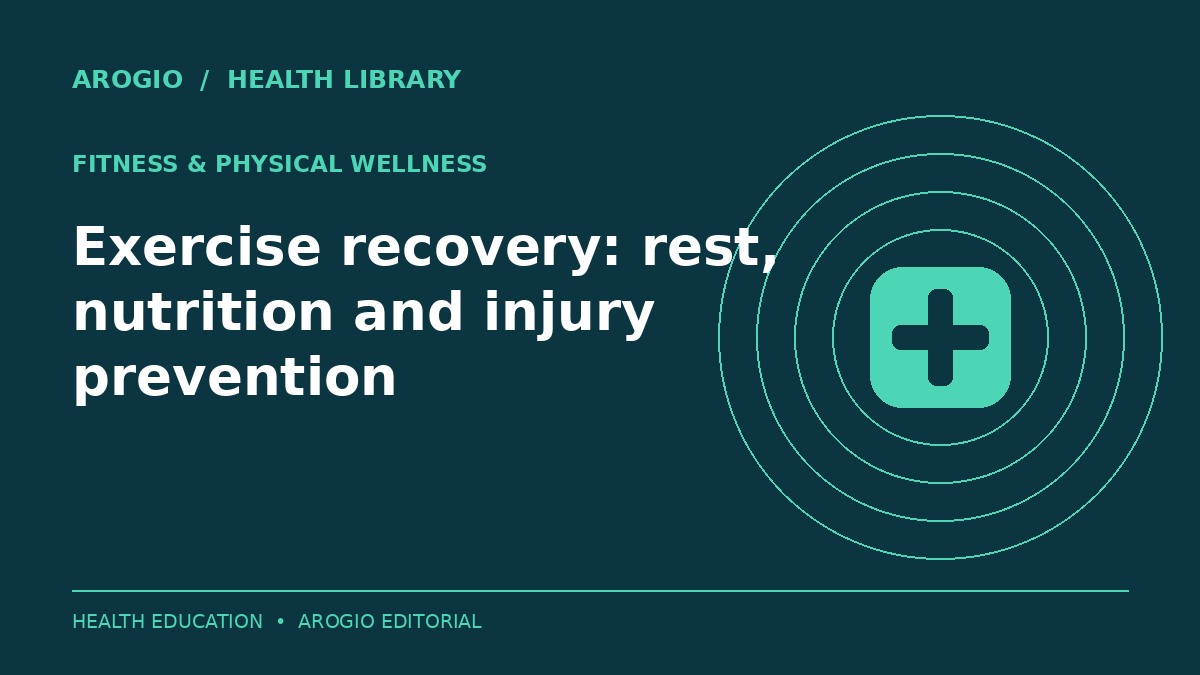 AROGIO / HEALTH LIBRARY
FITNESS & PHYSICAL WELLNESS
Exercise recovery: rest,
nutrition and injury
prevention
HEALTH EDUCATION • AROGIO EDITORIAL